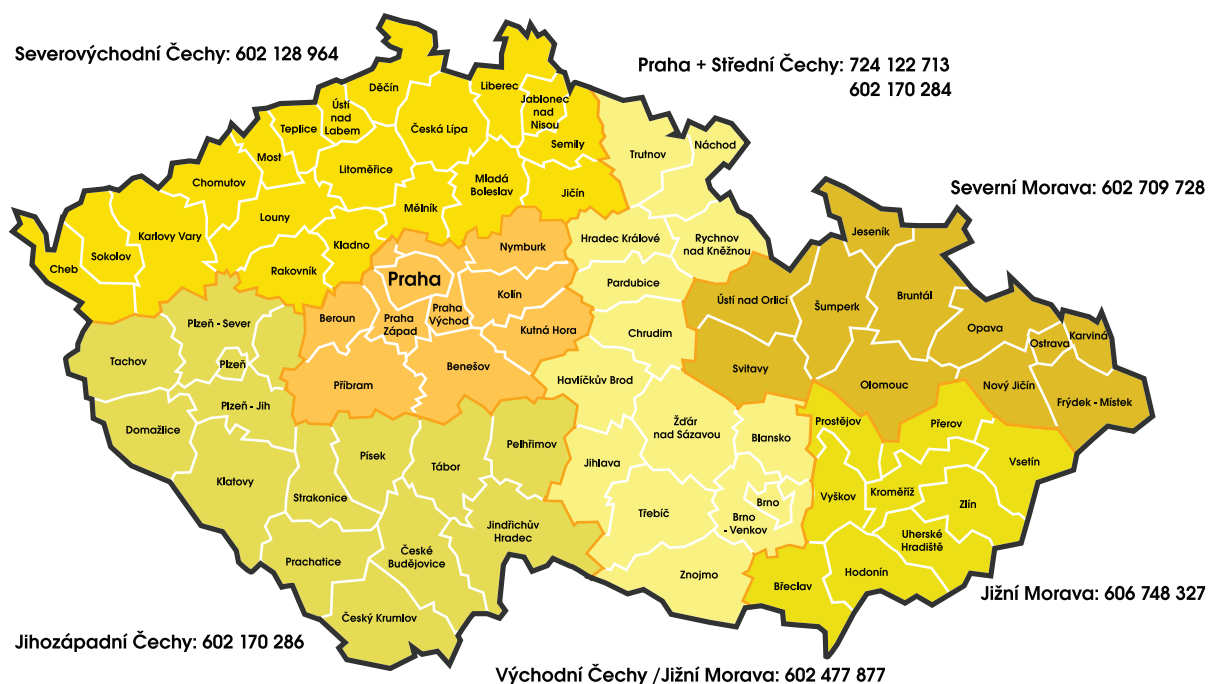 Severovýchodní Čechy: 602 128 964
Praha + Střední Čechy: 724 122 713
602 170 284
Severní Morava: 602 709 728
Děčín
Liberec
Jablonec
nad
Nisou
Ústí
nad
Labem
Teplice
Česká Lípa
Semily
Most
Litoměřice
Mladá
Boleslav
Jičín
Chomutov
Mělník
Louny
Karlovy Vary
Sokolov
Cheb
Kladno
Rakovník
Trutnov
Náchod
Hradec Králové
Rychnov
nad Kněžnou
Pardubice
Chrudim
Nymburk
Praha
Kolín
Beroun
Praha
Západ
Praha
Východ
Kutná Hora
Benešov
Příbram
Jeseník
Ústí nad Orlicí
Šumperk
Bruntál
Opava
Ostrava
Karviná
Svitavy
Olomouc
Nový Jičín
Frýdek - Místek
Plzeň - Sever
Tachov
Plzeň
Plzeň - Jih
Domažlice
Klatovy
Písek
Tábor
Pelhřimov
Strakonice
Jindřichův
Hradec
Prachatice
České
Budějovice
Český Krumlov
Havlíčkův Brod
Žďár
nad Sázavou
Blansko
Jihlava
Třebíč
Brno
Brno
- Venkov
Znojmo
Prostějov
Přerov
Vsetín
Vyškov
Kroměříž
Zlín
Uherské
Hradiště
Hodonín
Břeclav
Jižní Morava: 606 748 327
Jihozápadní Čechy: 602 170 286
Východní Čechy /Jižní Morava: 602 477 877